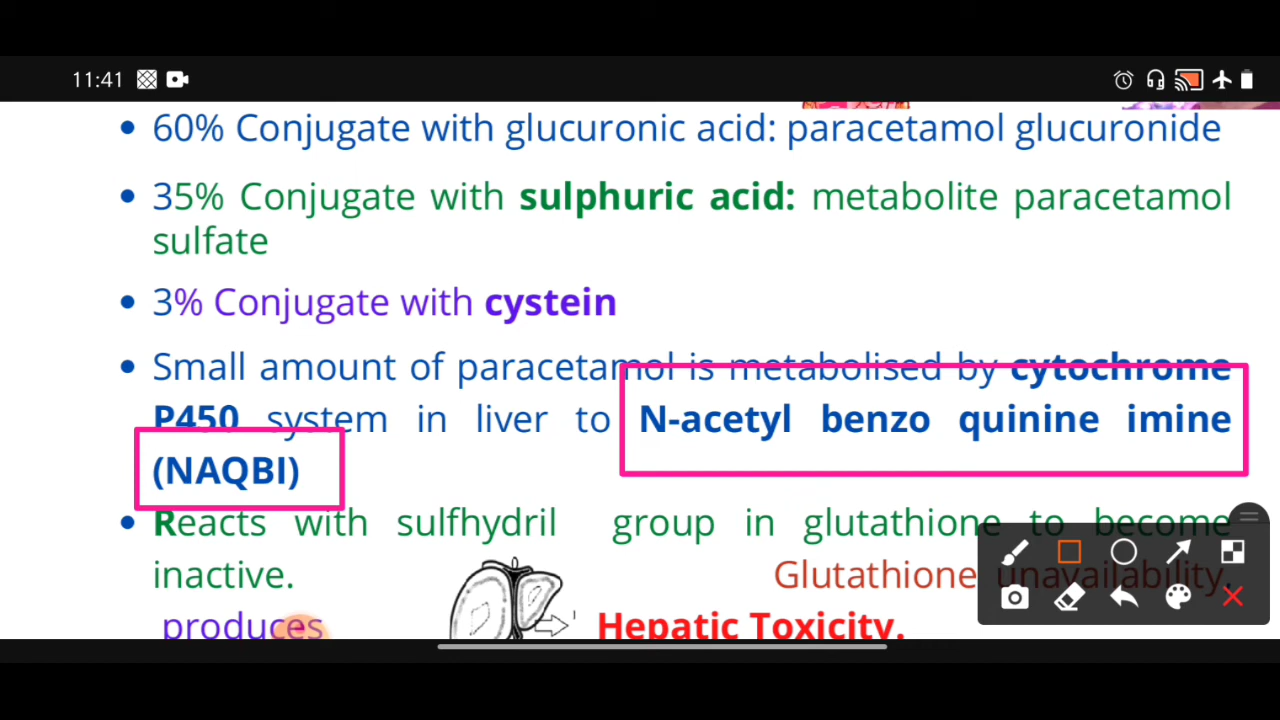 11:41
• 60% Conjugate with glucuronic acid: paracetamol glucuronide
• 35% Conjugate with sulphuric acid: metabolite paracetamol
sulfate
• 3% Conjugate with cystein
• Small amount of paracetamol is metabolised by cytochrome
P450 system in liver to N-acetyl benzo quinine imine
(NAQBI)
• Reacts with sulfhydril group in glutathione to become
inactive. Glutathione unavailability,
produces Hepatic Toxicity.